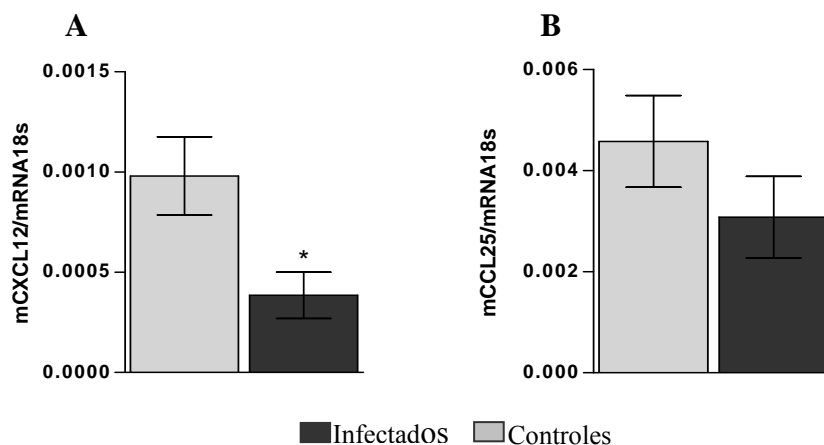 A
mCXCL12/mRNA18s
0.0015
0.0010
0.0005
0.0000
*
B
mCCL25/mRNA18s
0.006
0.004
0.002
0.000
Infectados Controles